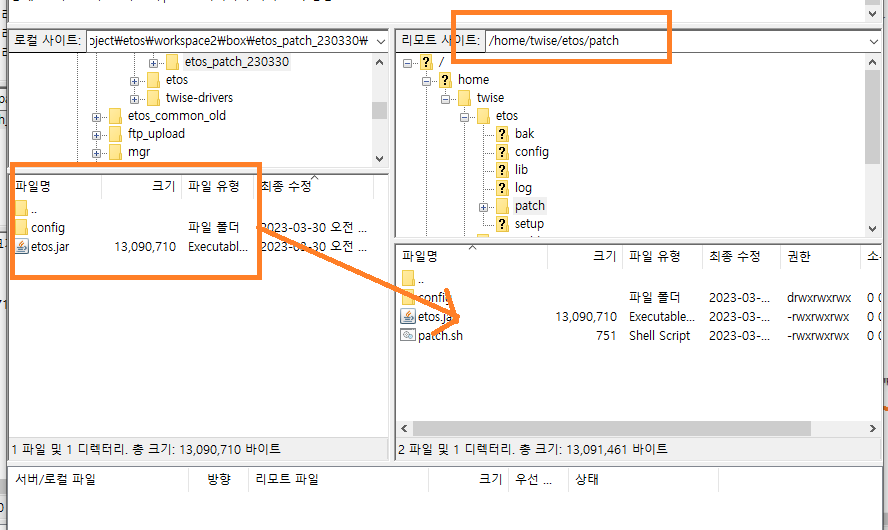 로컬 사이트: oject₩etos₩workspace2₩box₩etos_patch_230330₩
etos_patch_230330
etos
twise-drivers
etos_common_old
ftp_upload
mgr
파일명 크기 파일 유형 최종 수정
..
config 파일 폴더 2023-03-30 오전 ...
etos.jar 13,090,710 Executabl... 2023-03-30 오전 ...
1 파일 및 1 디렉터리. 총 크기: 13,090,710 바이트
리모트 사이트: /home/twise/etos/patch
/
home
twise
etos
bak
config
lib
log
patch
setup
파일명 크기 파일 유형 최종 수정 권한 소
..
config 파일 폴더 2023-03-... drwxrwxrwx 0 0
etos.jar 13,090,710 Executable... 2023-03-... -rwxrwxrwx 0 0
patch.sh 751 Shell Script 2023-03-... -rwxrwxrwx 0 0
2 파일 및 1 디렉터리. 총 크기: 13,091,461 바이트
서버/로컬 파일 방향 리모트 파일 크기 우선 ... 상태